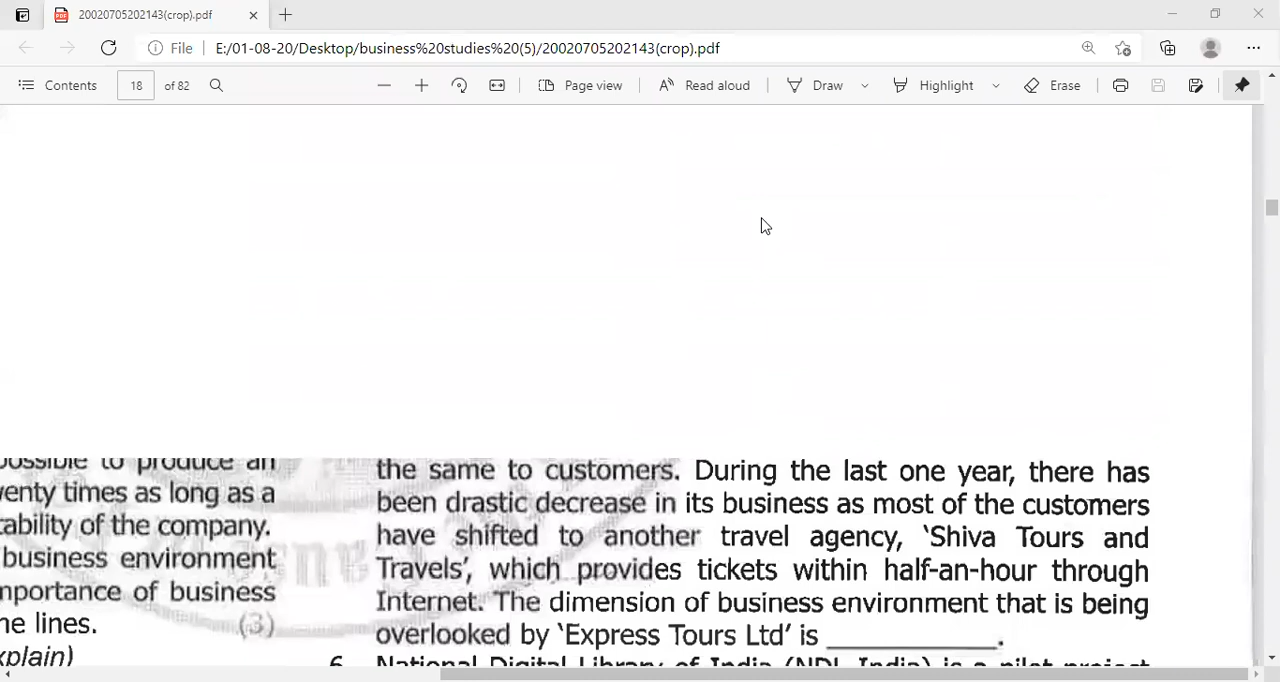 20020705202143(crop).pdf
File
E:/01-08-20/Desktop/business%20studies%20(5)/20020705202143(crop).pdf
Contents
18
of 82
Page view
Read aloud
Draw
Highlight
Erase
possible to produce an
venty times as long as a
tability of the company.
business environment
mportance of business
he lines.
(3)
xplain)
the same to customers. During the last one year, there has
been drastic decrease in its business as most of the customers
have shifted to another travel agency, ‘Shiva Tours and
Travels’, which provides tickets within half-an-hour through
Internet. The dimension of business environment that is being
overlooked by ‘Express Tours Ltd’ is ___________.
6 National Digital Library of India (NDL India) is a pilot project